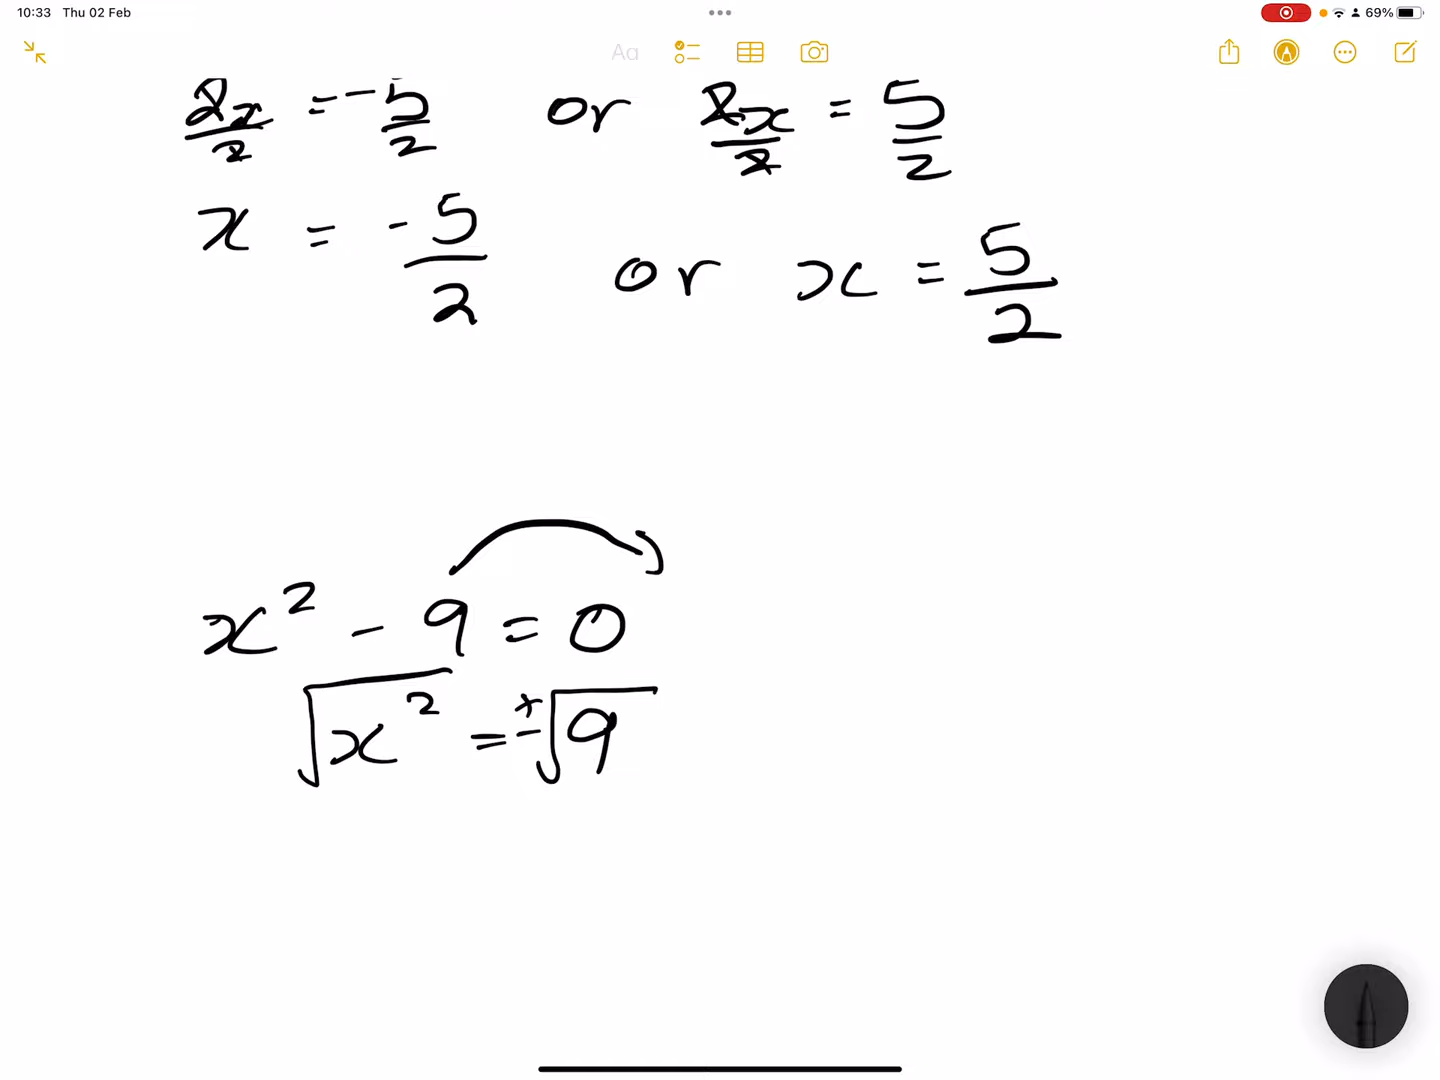 10:33 Thu 02 Feb 69%
Aa
2x/2 = -5/2 or 2x/2 = 5/2
x = -5/2 or x = 5/2
x² - 9 = 0
√x² = ±√9